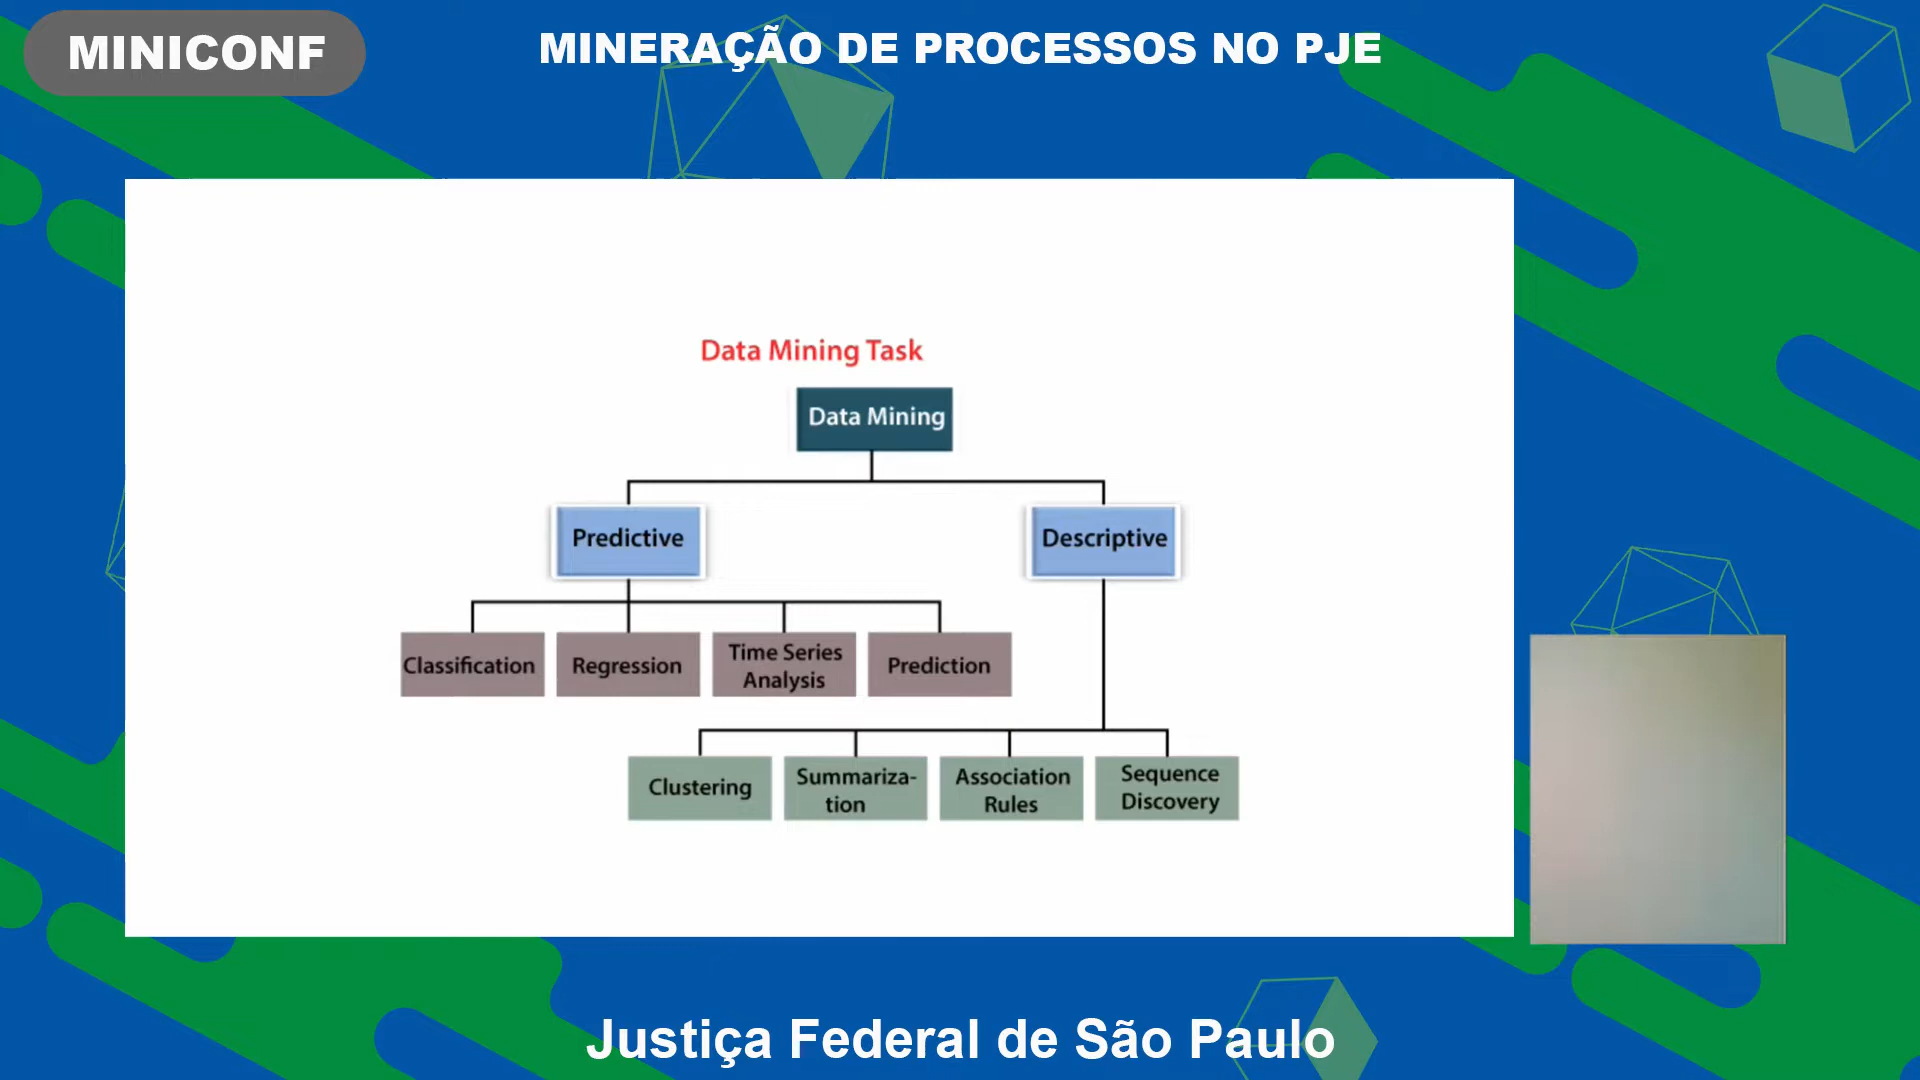 MINICONF
MINERAÇÃO DE PROCESSOS NO PJE
Data Mining Task
Data Mining
Predictive
Descriptive
Classification
Regression
Time Series
Analysis
Prediction
Clustering
Summariza-
tion
Association
Rules
Sequence
Discovery
Justiça Federal de São Paulo